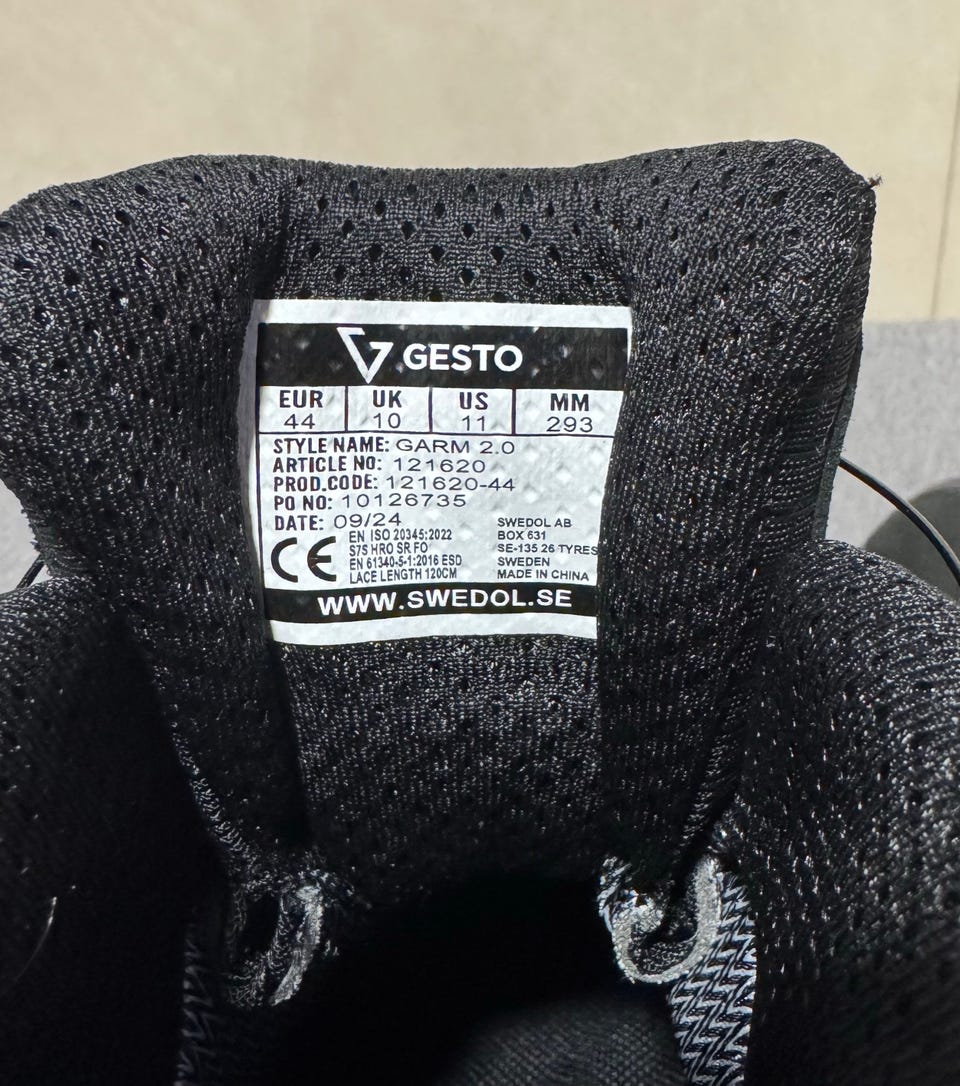 GESTO
EUR UK US MM
44 10 11 293
STYLE NAME: GARM 2.0
ARTICLE NO: 121620
PROD.CODE: 121620-44
PO NO: 10126735
DATE: 09/24
CE
EN ISO 20345:2022
S7S HRO SR FO
EN 61340-5-1:2016 ESD
LACE LENGTH 120CM
SWEDOL AB
BOX 631
SE-135 26 TYRES
SWEDEN
MADE IN CHINA
WWW.SWEDOL.SE